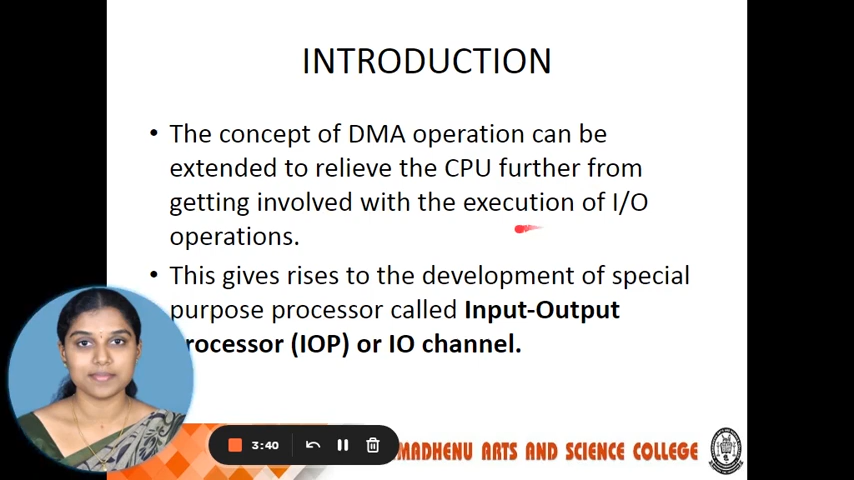 INTRODUCTION
• The concept of DMA operation can be
extended to relieve the CPU further from
getting involved with the execution of I/O
operations.
• This gives rises to the development of special
purpose processor called Input-Output
rocessor (IOP) or IO channel.
3:40
MADHENU ARTS AND SCIENCE COLLEGE